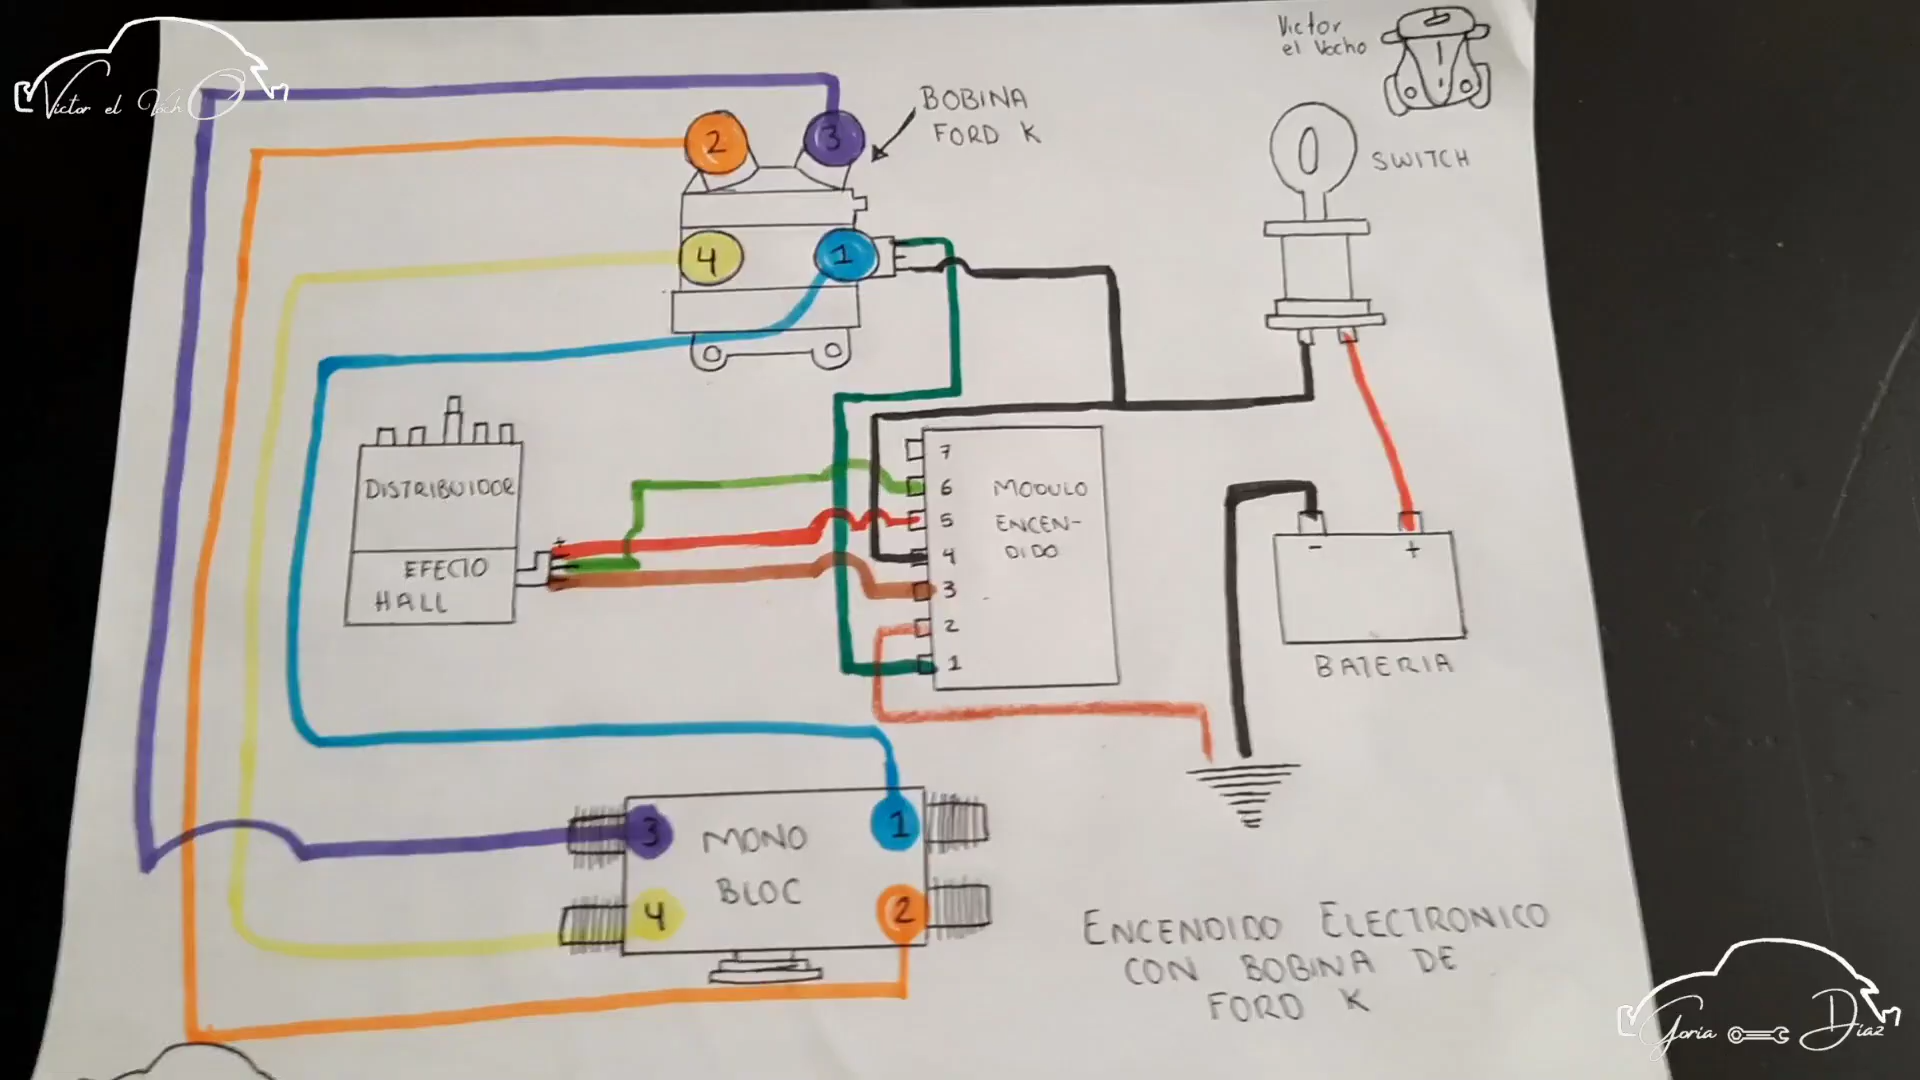 Victor el VochO
Victor
el Vocho
BOBINA
FORD K
SWITCH
2
3
4
1
DISTRIBUIDOR
EFECTO
HALL
+
7
6
5
4
3
2
1
MODULO
ENCEN-
DIDO
- +
BATERIA
3
1
MONO
BLOC
4
2
ENCENDIDO ELECTRONICO
CON BOBINA DE
FORD K
Goria Diaz